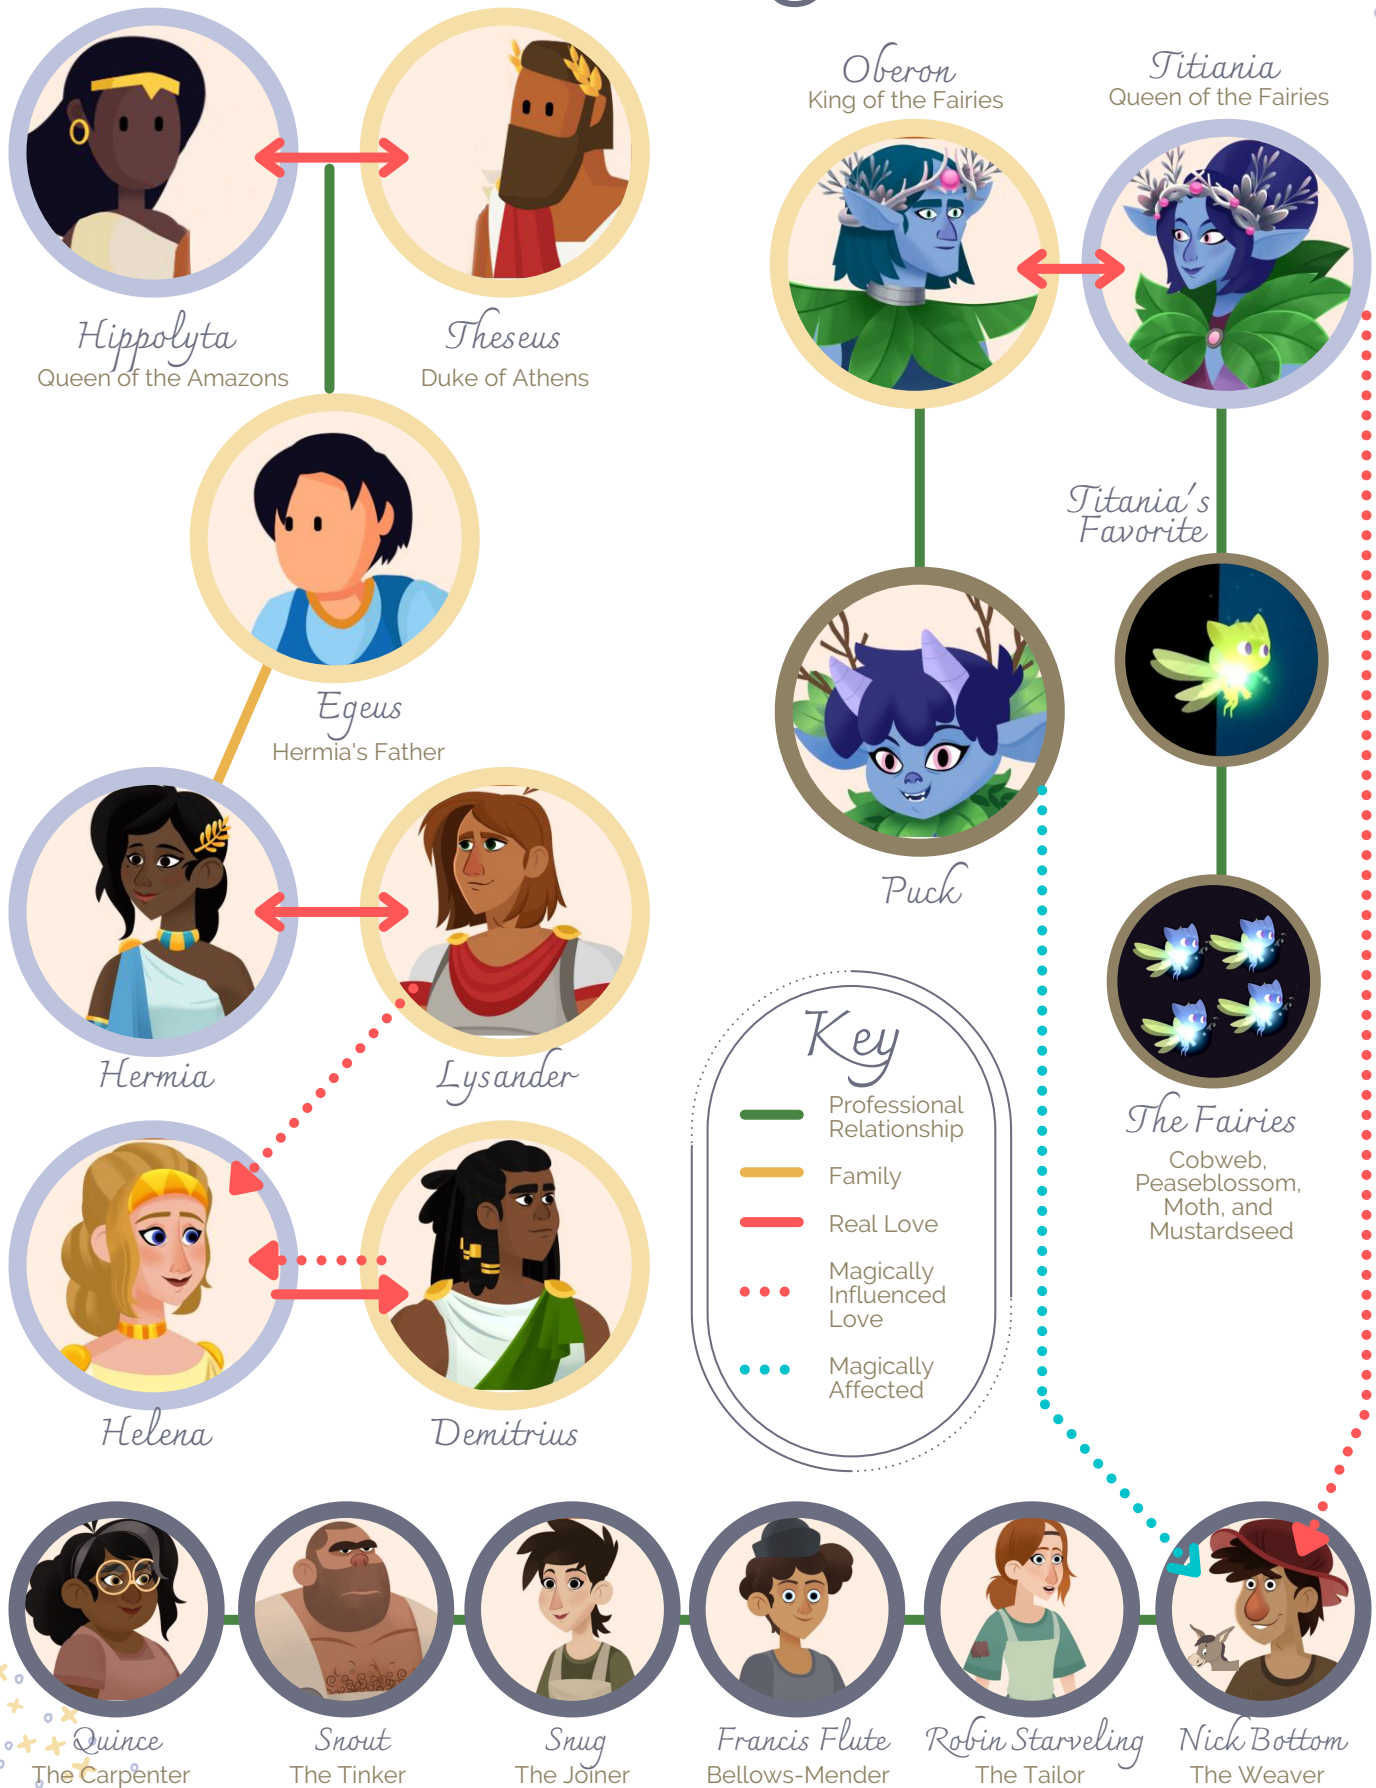 Oberon
King of the Fairies
Titiania
Queen of the Fairies
Hippolyta
Queen of the Amazons
Theseus
Duke of Athens
Titania's
Favorite
Egeus
Hermia's Father
Puck
Hermia
Lysander
Key
Professional
Relationship
Family
Real Love
Magically
Influenced
Love
Magically
Affected
The Fairies
Cobweb,
Peaseblossom,
Moth, and
Mustardseed
Helena
Demitrius
Quince
The Carpenter
Snout
The Tinker
Snug
The Joiner
Francis Flute
Bellows-Mender
Robin Starveling
The Tailor
Nick Bottom
The Weaver